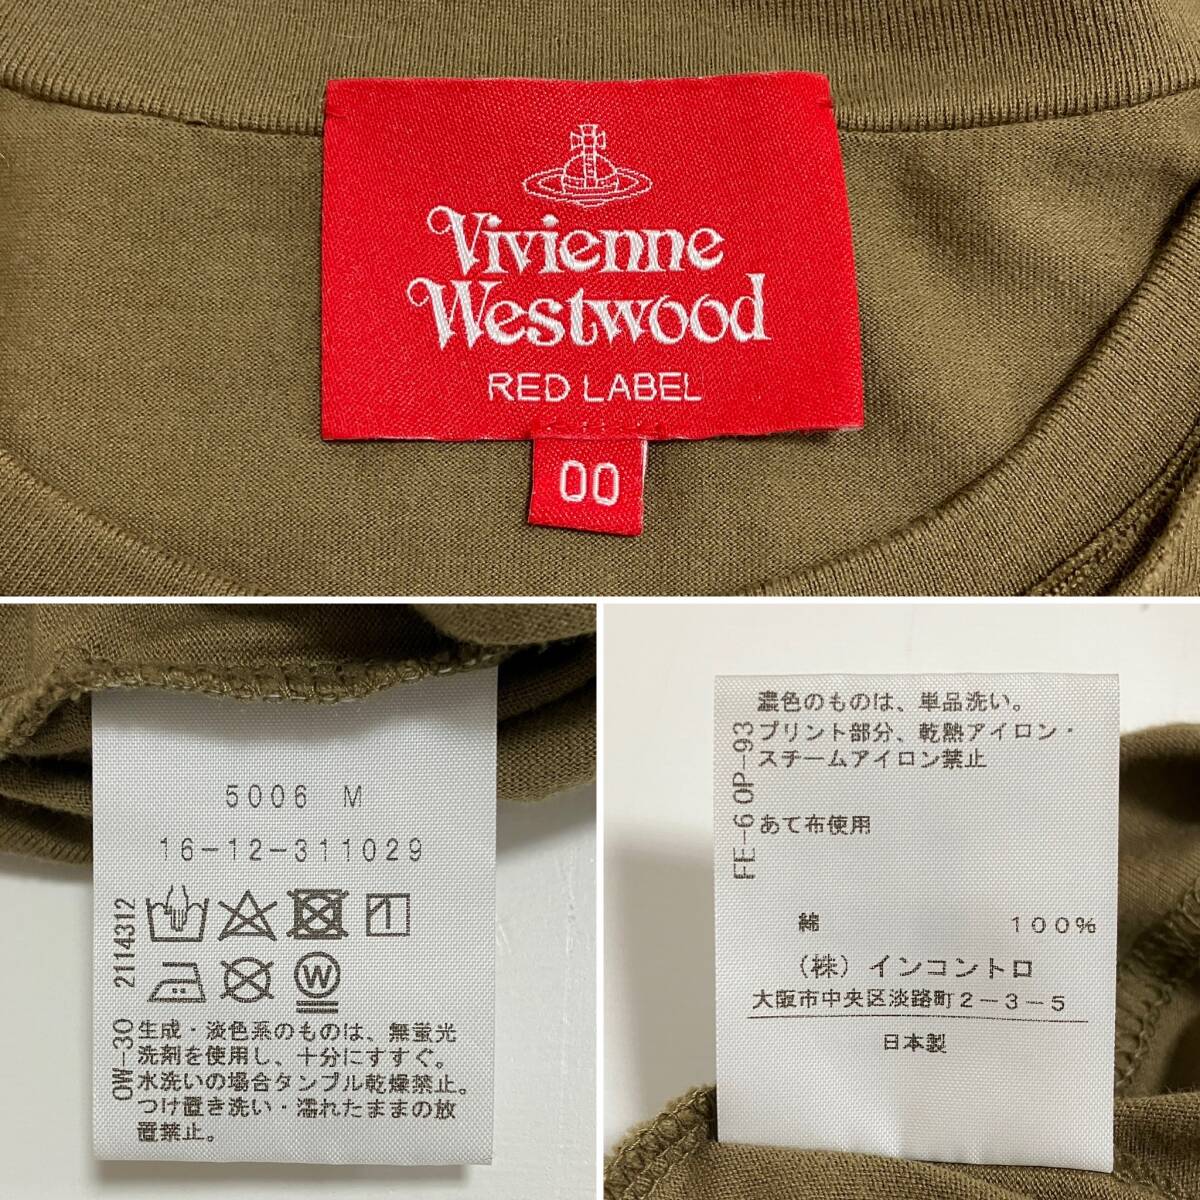 Vivienne
Westwood
RED LABEL
00
5006 M
16-12-311029
2114312
W
OW-30
生成・淡色系のものは、無蛍光
洗剤を使用し、十分にすすぐ。
水洗いの場合タンブル乾燥禁止。
つけ置き洗い・濡れたままの放
置禁止。
FE-6 OP-93
濃色のものは、単品洗い。
プリント部分、乾熱アイロン・
スチームアイロン禁止
あて布使用
綿 100%
(株)インコントロ
大阪市中央区淡路町2-3-5
日本製